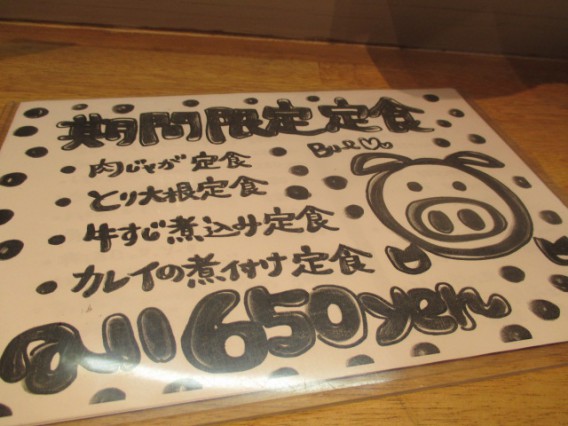 期間限定定食
・肉じゃが定食
Bue♡
・とり大根定食
・牛すじ煮込み定食
・カレイの煮付け定食
all 650yen